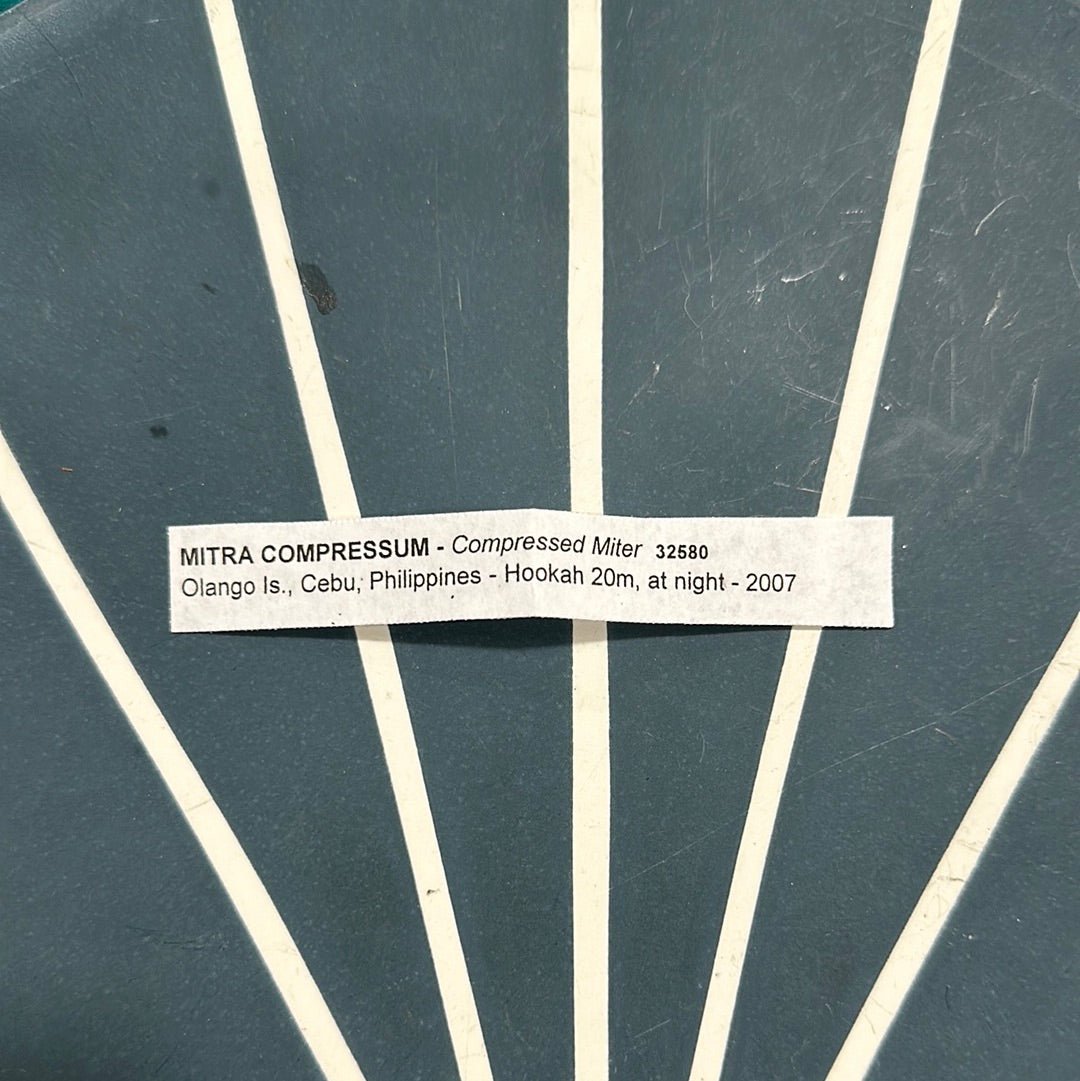 MITRA COMPRESSUM - Compressed Miter 32580
Olango Is., Cebu, Philippines - Hookah 20m, at night - 2007